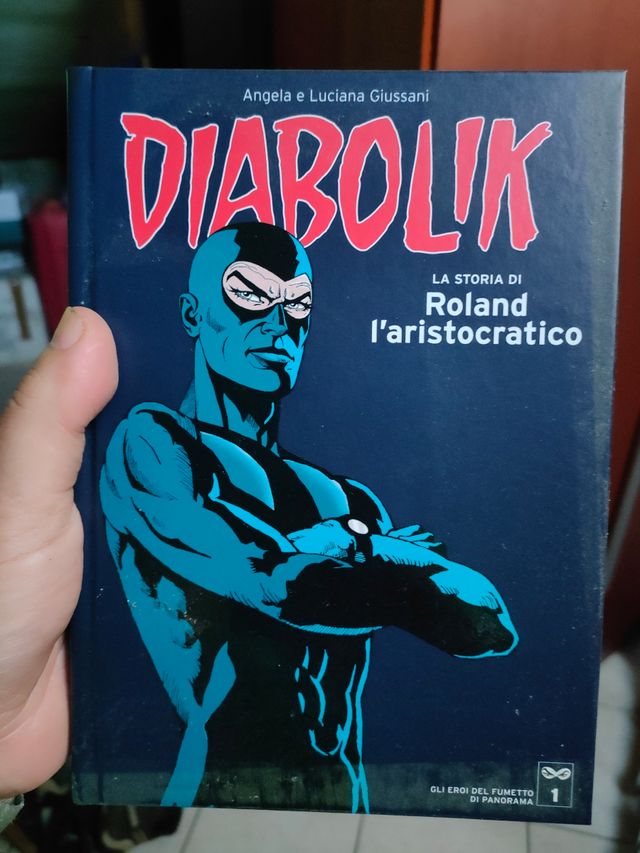 Angela e Luciana Giussani
DIABOLIK
LA STORIA DI
Roland
l'aristocratico
GLI EROI DEL FUMETTO
DI PANORAMA
1